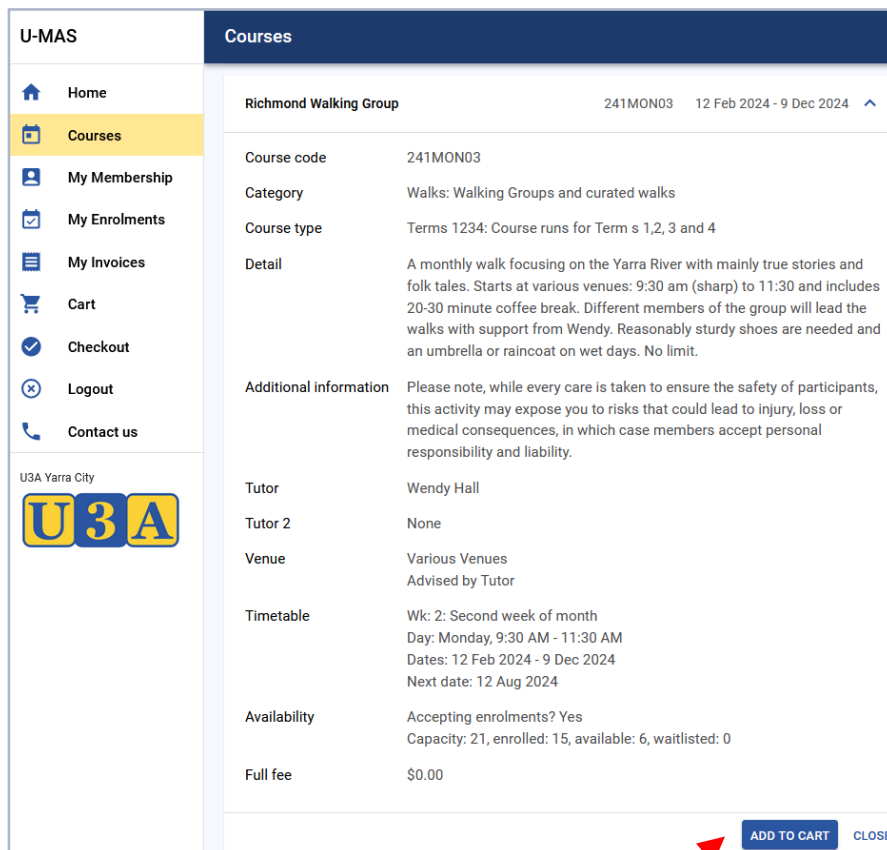 U-MAS
Courses
Home
Courses
My Membership
My Enrolments
My Invoices
Cart
Checkout
Logout
Contact us
U3A Yarra City
U3A
Richmond Walking Group 241MON03 12 Feb 2024 - 9 Dec 2024
Course code 241MON03
Category Walks: Walking Groups and curated walks
Course type Terms 1234: Course runs for Term s 1,2, 3 and 4
Detail A monthly walk focusing on the Yarra River with mainly true stories and
folk tales. Starts at various venues: 9:30 am (sharp) to 11:30 and includes
20-30 minute coffee break. Different members of the group will lead the
walks with support from Wendy. Reasonably sturdy shoes are needed and
an umbrella or raincoat on wet days. No limit.
Additional information Please note, while every care is taken to ensure the safety of participants,
this activity may expose you to risks that could lead to injury, loss or
medical consequences, in which case members accept personal
responsibility and liability.
Tutor Wendy Hall
Tutor 2 None
Venue Various Venues
Advised by Tutor
Timetable Wk: 2: Second week of month
Day: Monday, 9:30 AM - 11:30 AM
Dates: 12 Feb 2024 - 9 Dec 2024
Next date: 12 Aug 2024
Availability Accepting enrolments? Yes
Capacity: 21, enrolled: 15, available: 6, waitlisted: 0
Full fee $0.00
ADD TO CART CLOSE